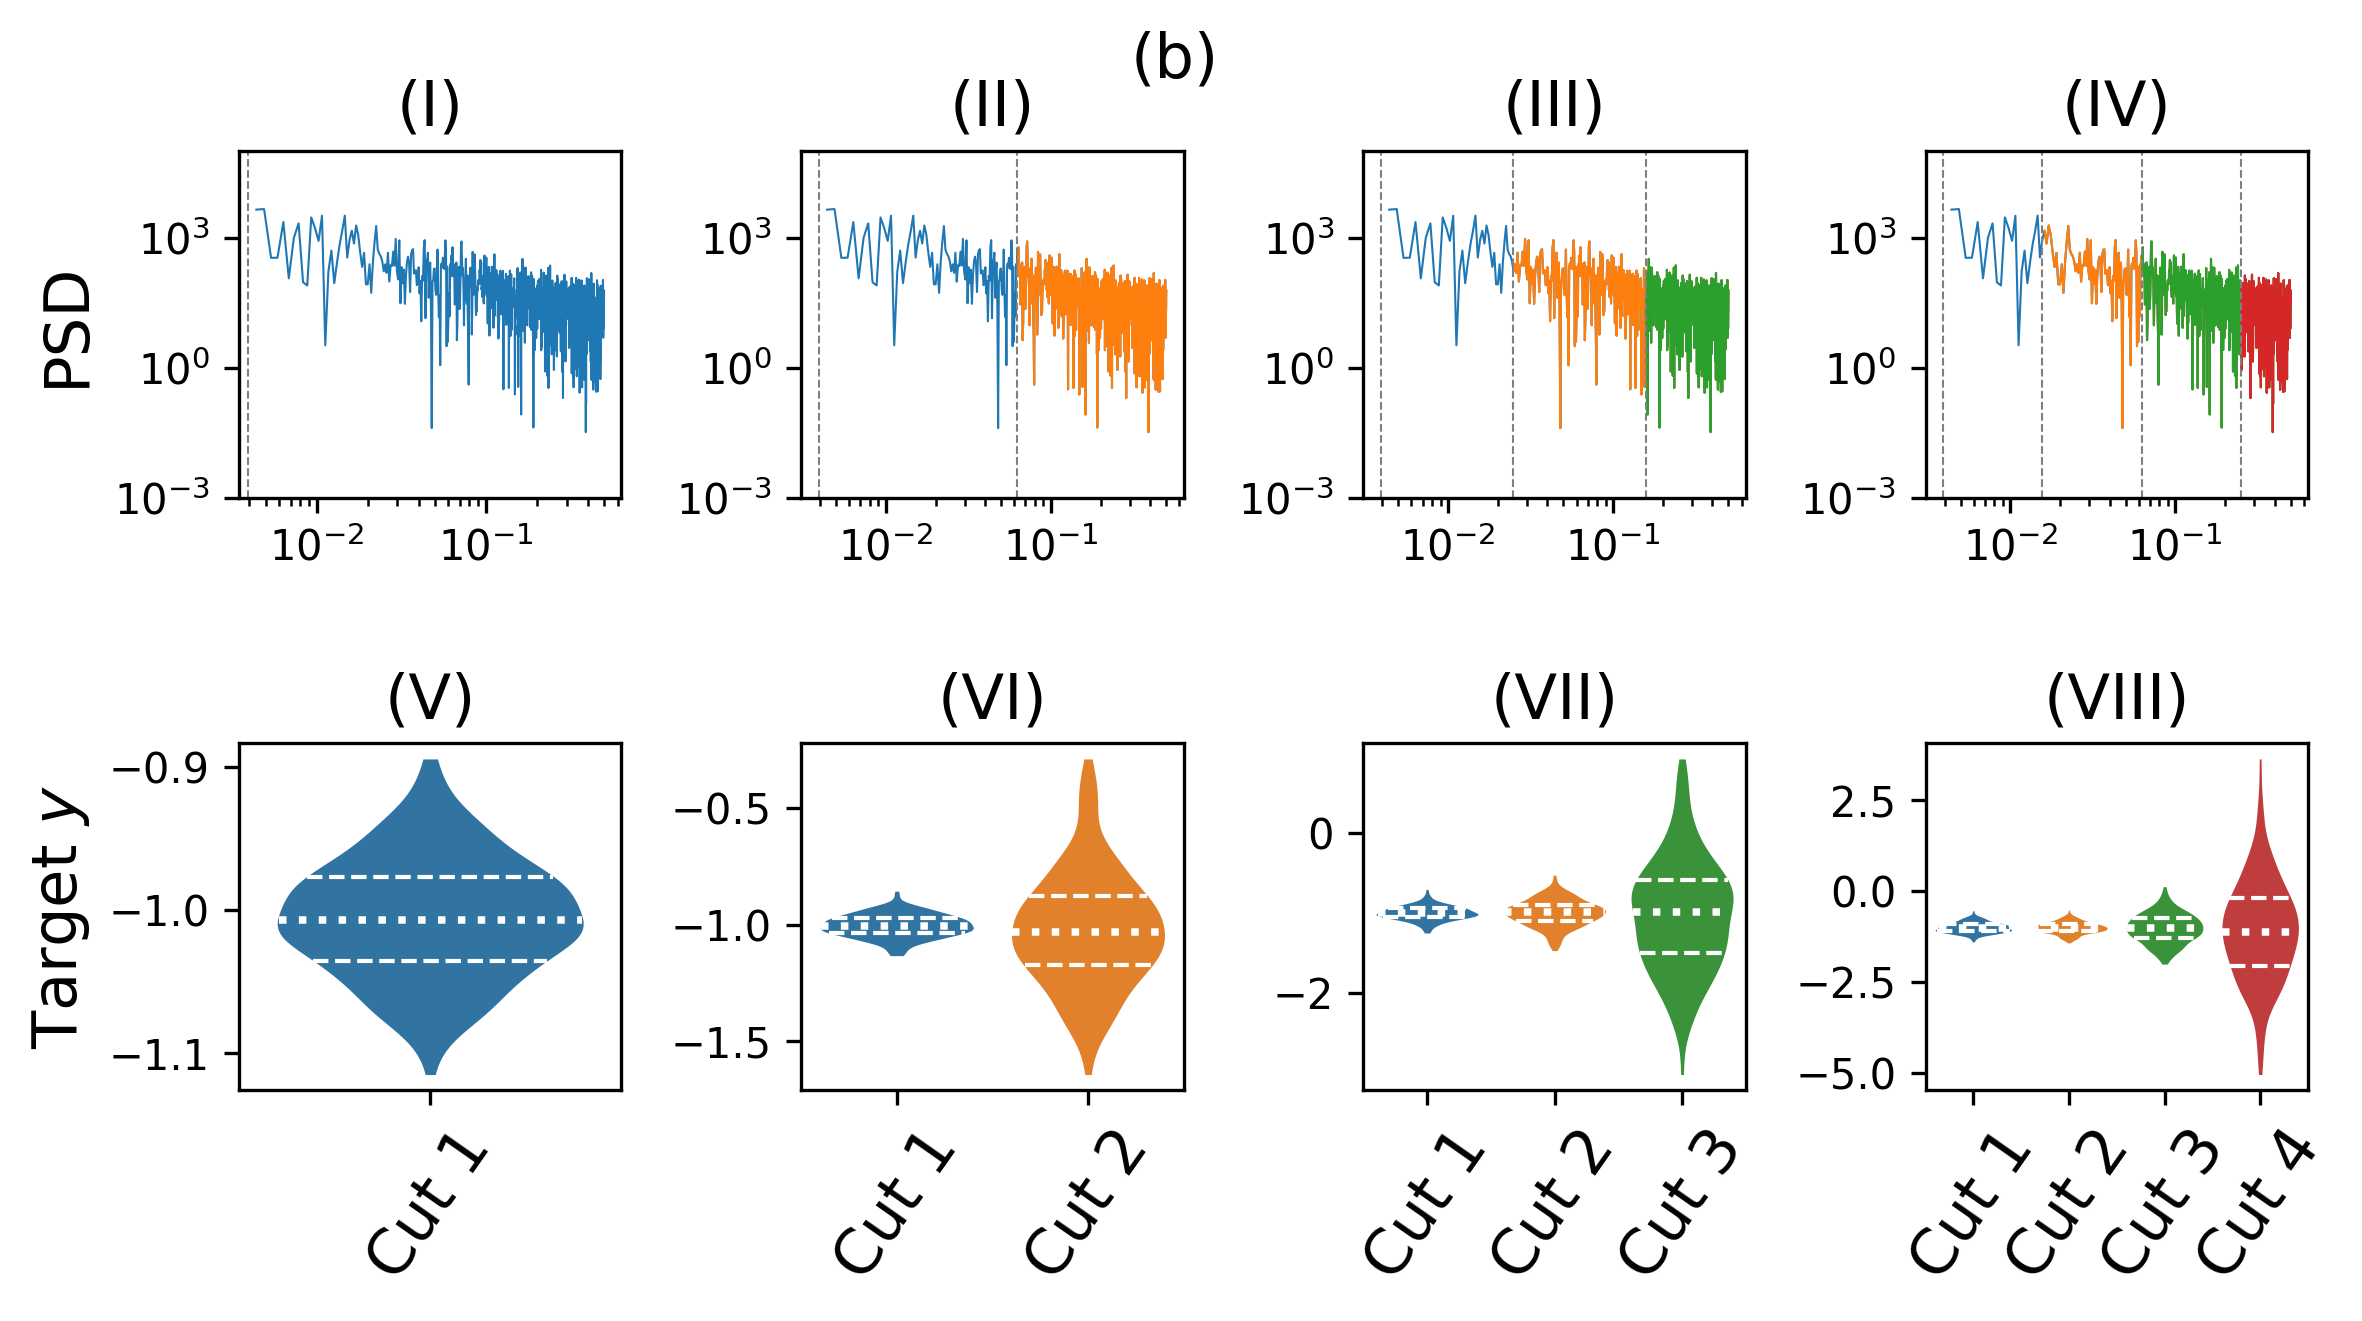 (b)
(I) (II) (III) (IV)
PSD
10³ 10³ 10³ 10³
10⁰ 10⁰ 10⁰ 10⁰
10⁻³ 10⁻³ 10⁻³ 10⁻³
10⁻² 10⁻¹ 10⁻² 10⁻¹ 10⁻² 10⁻¹ 10⁻² 10⁻¹
(V) (VI) (VII) (VIII)
Target y
−0.9
−1.0
−1.1
−0.5
−1.0
−1.5
0
−2
2.5
0.0
−2.5
−5.0
Cut 1
Cut 1 Cut 2
Cut 1 Cut 2 Cut 3
Cut 1 Cut 2 Cut 3 Cut 4